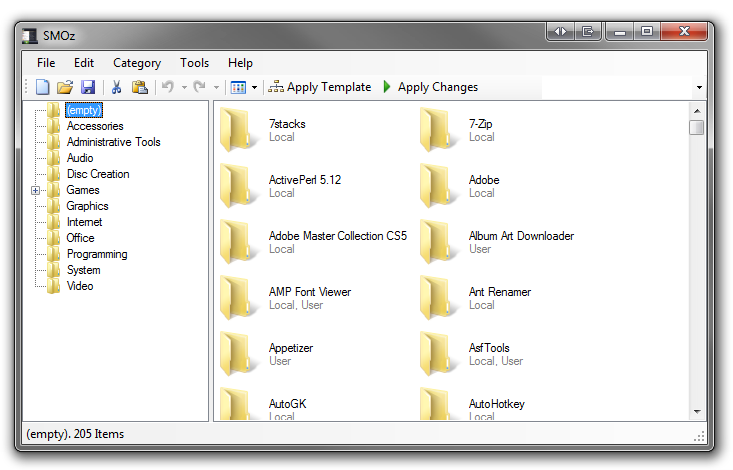 SMOz
File Edit Category Tools Help
Apply Template Apply Changes
(empty)
Accessories
Administrative Tools
Audio
Disc Creation
Games
Graphics
Internet
Office
Programming
System
Video
7stacks
Local
7-Zip
Local
ActivePerl 5.12
Local
Adobe
Local
Adobe Master Collection CS5
Local
Album Art Downloader
User
AMP Font Viewer
Local, User
Ant Renamer
Local
Appetizer
User
AsfTools
Local, User
AutoGK
Local
AutoHotkey
Local
(empty). 205 Items